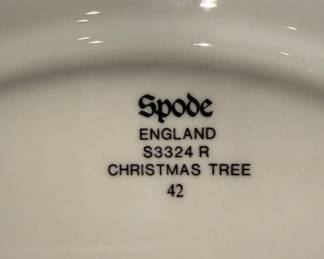 Spode
ENGLAND
S3324 R
CHRISTMAS TREE
42